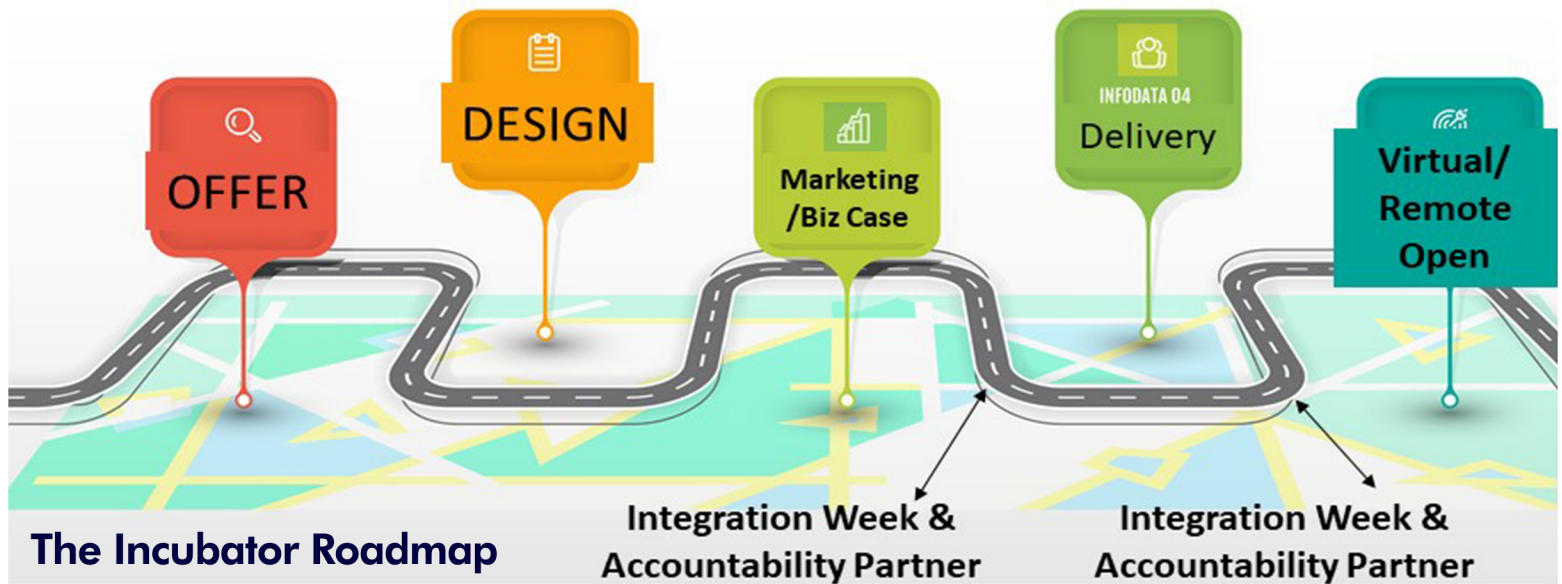 OFFER
DESIGN
Marketing
/Biz Case
INFODATA 04
Delivery
Virtual/
Remote
Open
Integration Week &
Accountability Partner
Integration Week &
Accountability Partner
The Incubator Roadmap